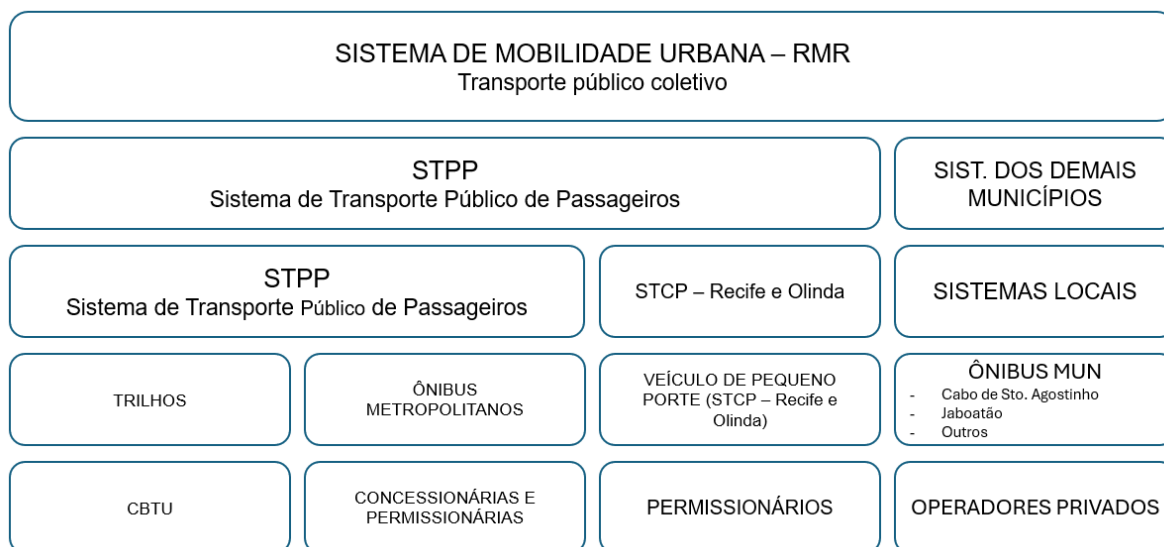 SISTEMA DE MOBILIDADE URBANA – RMR
Transporte público coletivo
STPP
Sistema de Transporte Público de Passageiros
SIST. DOS DEMAIS
MUNICÍPIOS
STPP
Sistema de Transporte Público de Passageiros
STCP – Recife e Olinda
SISTEMAS LOCAIS
TRILHOS
ÔNIBUS
METROPOLITANOS
VEÍCULO DE PEQUENO
PORTE (STCP – Recife e
Olinda)
ÔNIBUS MUN
- Cabo de Sto. Agostinho
- Jaboatão
- Outros
CBTU
CONCESSIONÁRIAS E
PERMISSIONÁRIAS
PERMISSIONÁRIOS
OPERADORES PRIVADOS